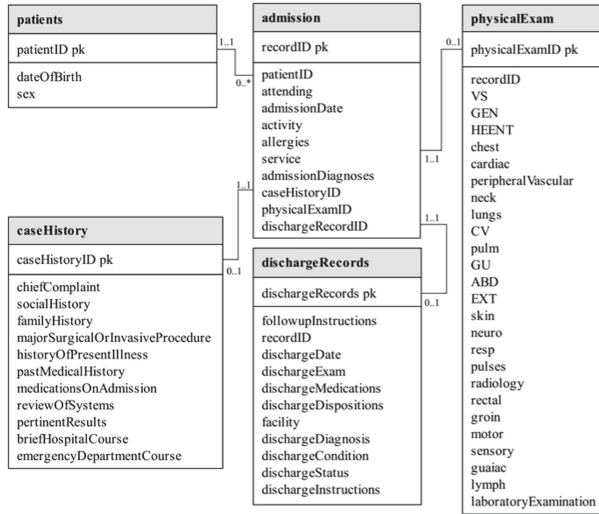 patients
patientID pk
dateOfBirth
sex
1..1
0..*
admission
recordID pk
patientID
attending
admissionDate
activity
allergies
service
admissionDiagnoses
caseHistoryID
physicalExamID
dischargeRecordID
0..1
1..1
1..1
0..1
1..1
0..1
physicalExam
physicalExamID pk
recordID
VS
GEN
HEENT
chest
cardiac
peripheralVascular
neck
lungs
CV
pulm
GU
ABD
EXT
skin
neuro
resp
pulses
radiology
rectal
groin
motor
sensory
guaiac
lymph
laboratoryExamination
caseHistory
caseHistoryID pk
chiefComplaint
socialHistory
familyHistory
majorSurgicalOrInvasiveProcedure
historyOfPresentIllness
pastMedicalHistory
medicationsOnAdmission
reviewOfSystems
pertinentResults
briefHospitalCourse
emergencyDepartmentCourse
dischargeRecords
dischargeRecords pk
followupInstructions
recordID
dischargeDate
dischargeExam
dischargeMedications
dischargeDispositions
facility
dischargeDiagnosis
dischargeCondition
dischargeStatus
dischargeInstructions